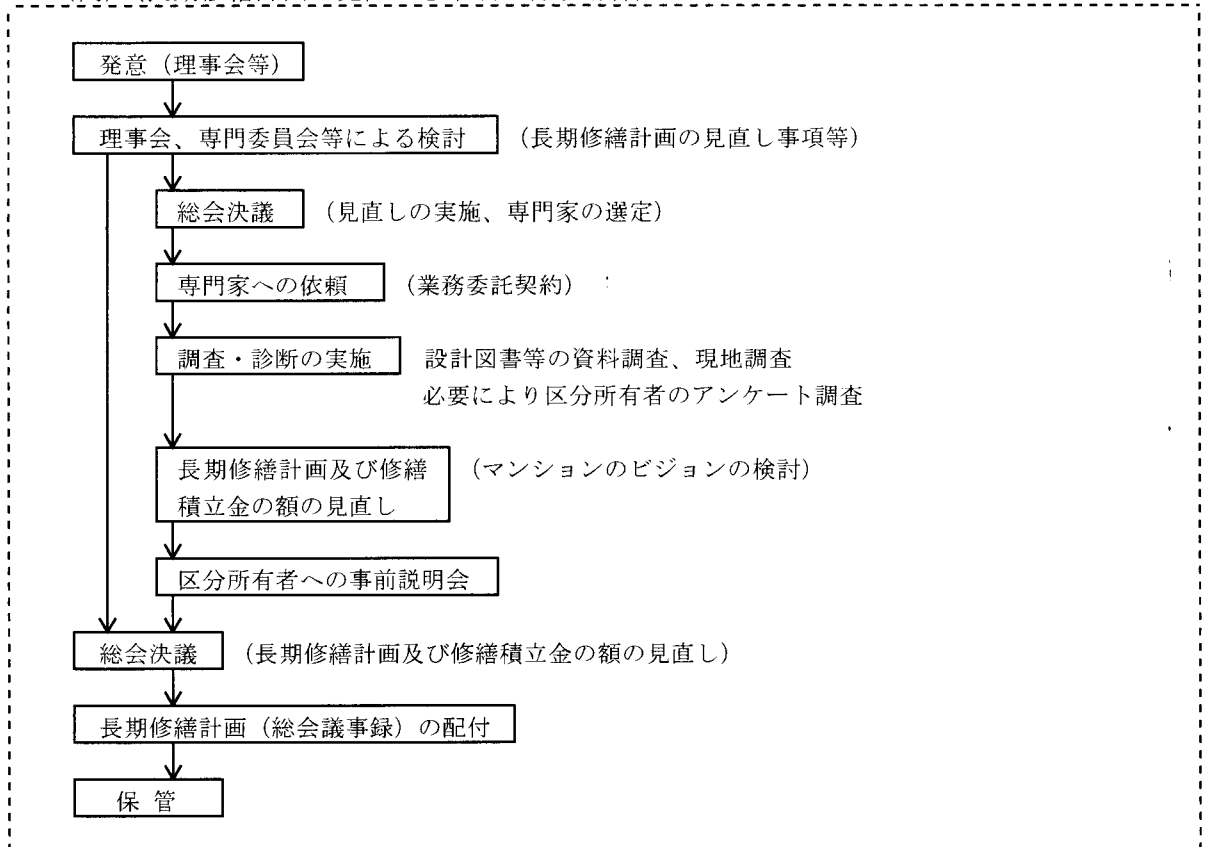 発意（理事会等）
理事会、専門委員会等による検討　（長期修繕計画の見直し事項等）
総会決議　（見直しの実施、専門家の選定）
専門家への依頼　（業務委託契約）
調査・診断の実施　設計図書等の資料調査、現地調査
必要により区分所有者のアンケート調査
長期修繕計画及び修繕　（マンションのビジョンの検討）
積立金の額の見直し
区分所有者への事前説明会
総会決議　（長期修繕計画及び修繕積立金の額の見直し）
長期修繕計画（総会議事録）の配付
保 管